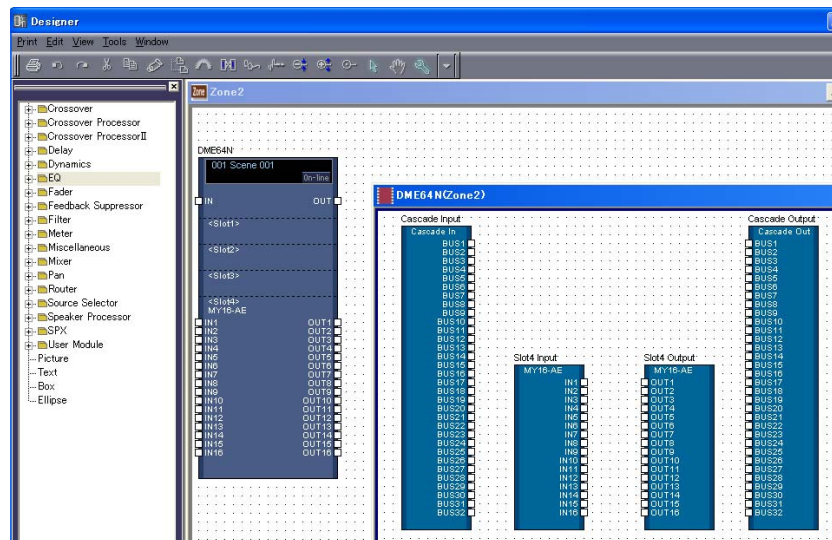 Designer
Print Edit View Tools Window
Crossover
Crossover Processor
Crossover ProcessorII
Delay
Dynamics
EQ
Fader
Feedback Suppressor
Filter
Meter
Miscellaneous
Mixer
Pan
Router
Source Selector
Speaker Processor
SPX
User Module
Picture
Text
Box
Ellipse
Zone Zone2
DME64N
001 Scene 001
On-line
IN OUT
<Slot1>
<Slot2>
<Slot3>
<Slot4>
MY16-AE
IN1 OUT1
IN2 OUT2
IN3 OUT3
IN4 OUT4
IN5 OUT5
IN6 OUT6
IN7 OUT7
IN8 OUT8
IN9 OUT9
IN10 OUT10
IN11 OUT11
IN12 OUT12
IN13 OUT13
IN14 OUT14
IN15 OUT15
IN16 OUT16
DME64N(Zone2)
Cascade Input
Cascade In
BUS1
BUS2
BUS3
BUS4
BUS5
BUS6
BUS7
BUS8
BUS9
BUS10
BUS11
BUS12
BUS13
BUS14
BUS15
BUS16
BUS17
BUS18
BUS19
BUS20
BUS21
BUS22
BUS23
BUS24
BUS25
BUS26
BUS27
BUS28
BUS29
BUS30
BUS31
BUS32
Slot4 Input
MY16-AE
IN1
IN2
IN3
IN4
IN5
IN6
IN7
IN8
IN9
IN10
IN11
IN12
IN13
IN14
IN15
IN16
Slot4 Output
MY16-AE
OUT1
OUT2
OUT3
OUT4
OUT5
OUT6
OUT7
OUT8
OUT9
OUT10
OUT11
OUT12
OUT13
OUT14
OUT15
OUT16
Cascade Output
Cascade Out
BUS1
BUS2
BUS3
BUS4
BUS5
BUS6
BUS7
BUS8
BUS9
BUS10
BUS11
BUS12
BUS13
BUS14
BUS15
BUS16
BUS17
BUS18
BUS19
BUS20
BUS21
BUS22
BUS23
BUS24
BUS25
BUS26
BUS27
BUS28
BUS29
BUS30
BUS31
BUS32